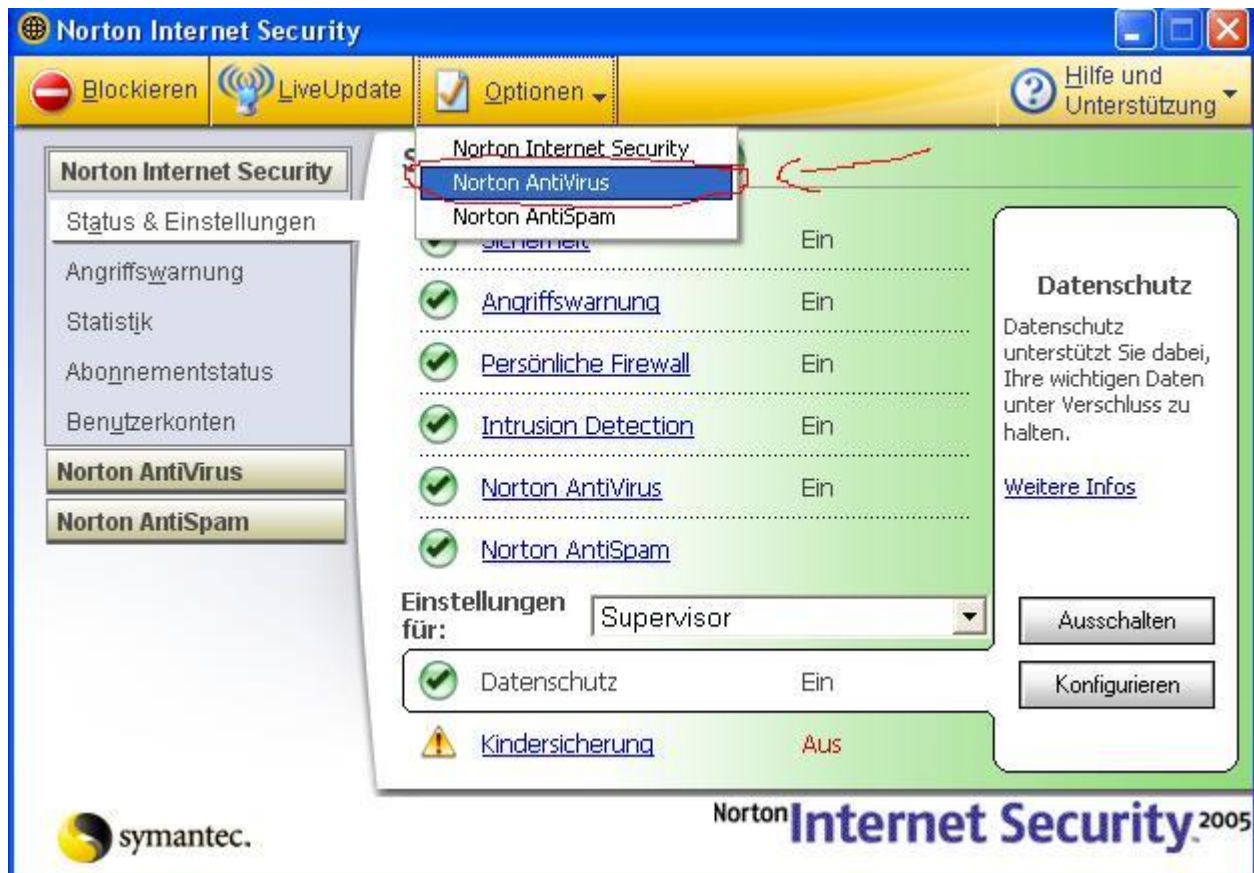 Norton Internet Security
Blockieren
LiveUpdate
Optionen
Hilfe und
Unterstützung
Norton Internet Security
Norton AntiVirus
Norton AntiSpam
Norton Internet Security
Status & Einstellungen
Angriffswarnung
Statistik
Abonnementstatus
Benutzerkonten
Norton AntiVirus
Norton AntiSpam
Sicherheit Ein
Angriffswarnung Ein
Persönliche Firewall Ein
Intrusion Detection Ein
Norton AntiVirus Ein
Norton AntiSpam
Einstellungen
für:
Supervisor
Datenschutz Ein
Kindersicherung Aus
Datenschutz
Datenschutz
unterstützt Sie dabei,
Ihre wichtigen Daten
unter Verschluss zu
halten.
Weitere Infos
Ausschalten
Konfigurieren
symantec.
Norton Internet Security 2005